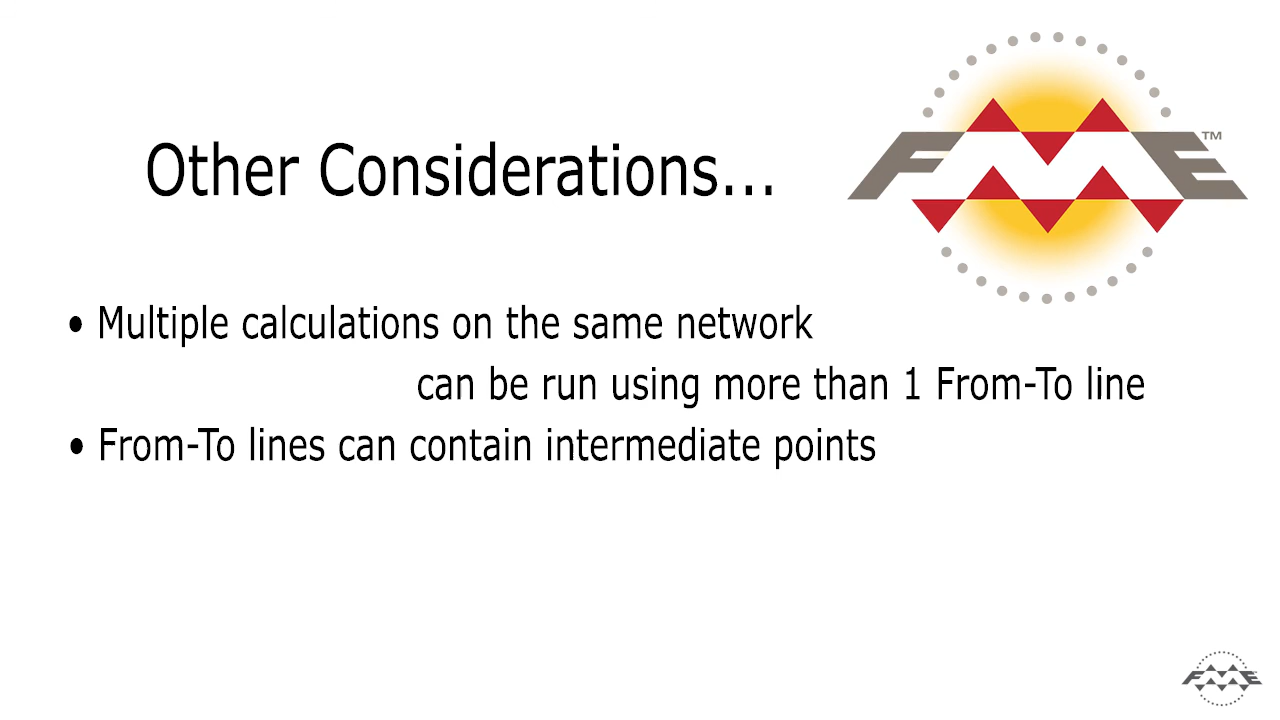 FME™
Other Considerations...
• Multiple calculations on the same network
can be run using more than 1 From-To line
• From-To lines can contain intermediate points
FME